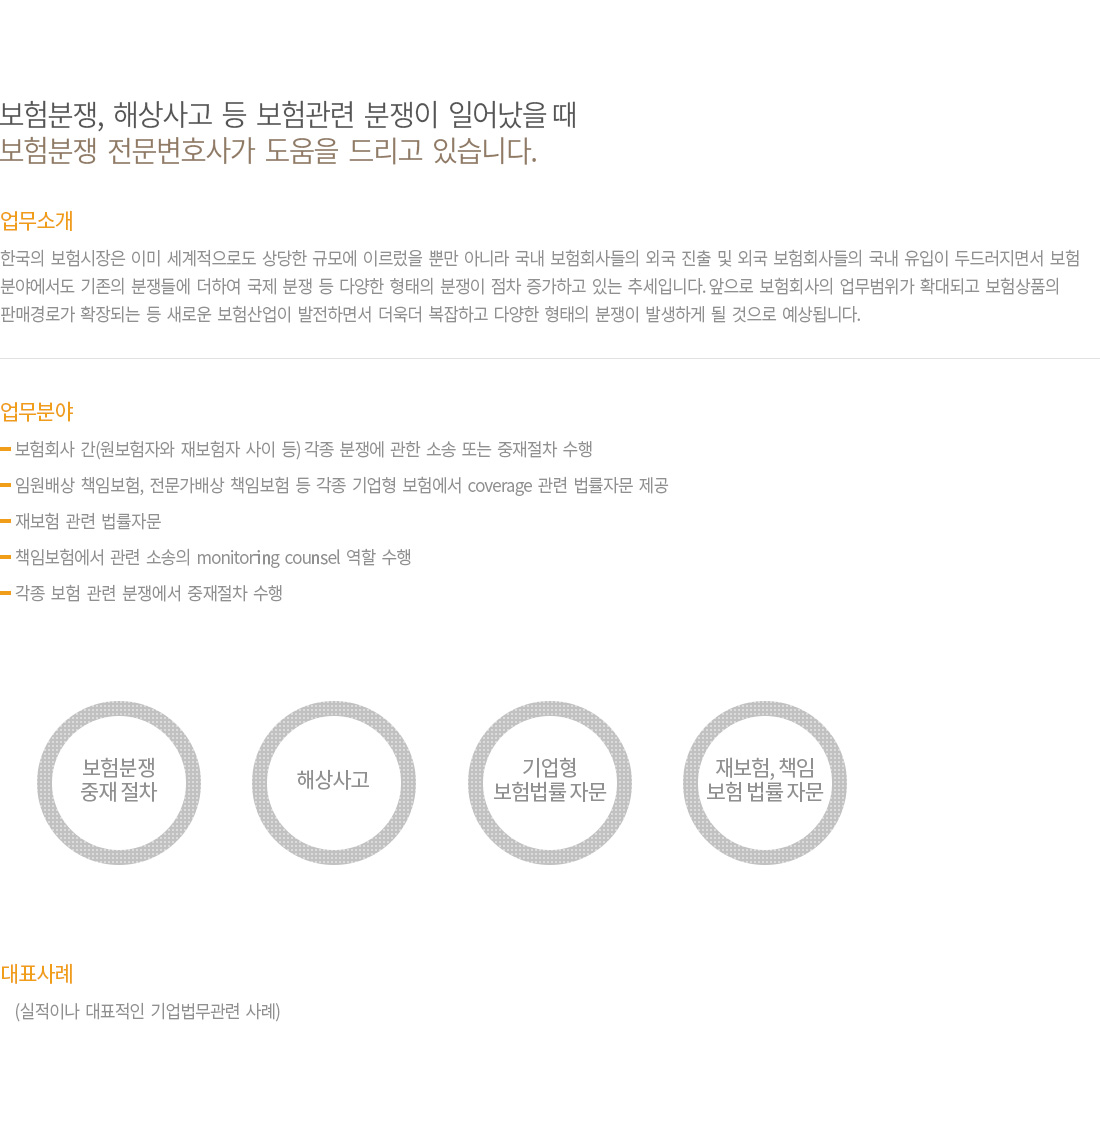 보험분쟁, 해상사고 등 보험관련 분쟁이 일어났을 때
보험분쟁 전문변호사가 도움을 드리고 있습니다.
업무소개
한국의 보험시장은 이미 세계적으로도 상당한 규모에 이르렀을 뿐만 아니라 국내 보험회사들의 외국 진출 및 외국 보험회사들의 국내 유입이 두드러지면서 보험
분야에서도 기존의 분쟁들에 더하여 국제 분쟁 등 다양한 형태의 분쟁이 점차 증가하고 있는 추세입니다. 앞으로 보험회사의 업무범위가 확대되고 보험상품의
판매경로가 확장되는 등 새로운 보험산업이 발전하면서 더욱더 복잡하고 다양한 형태의 분쟁이 발생하게 될 것으로 예상됩니다.
업무분야
보험회사 간(원보험자와 재보험자 사이 등) 각종 분쟁에 관한 소송 또는 중재절차 수행
임원배상 책임보험, 전문가배상 책임보험 등 각종 기업형 보험에서 coverage 관련 법률자문 제공
재보험 관련 법률자문
책임보험에서 관련 소송의 monitoring counsel 역할 수행
각종 보험 관련 분쟁에서 중재절차 수행
보험분쟁
중재 절차
해상사고
기업형
보험법률 자문
재보험, 책임
보험 법률 자문
대표사례
(실적이나 대표적인 기업법무관련 사례)